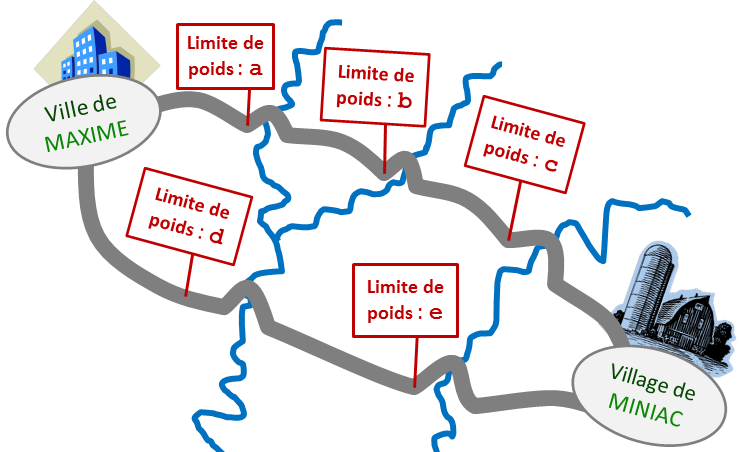 Ville de
MAXIME
Limite de
poids : a
Limite de
poids : b
Limite de
poids : c
Limite de
poids : d
Limite de
poids : e
Village de
MINIAC